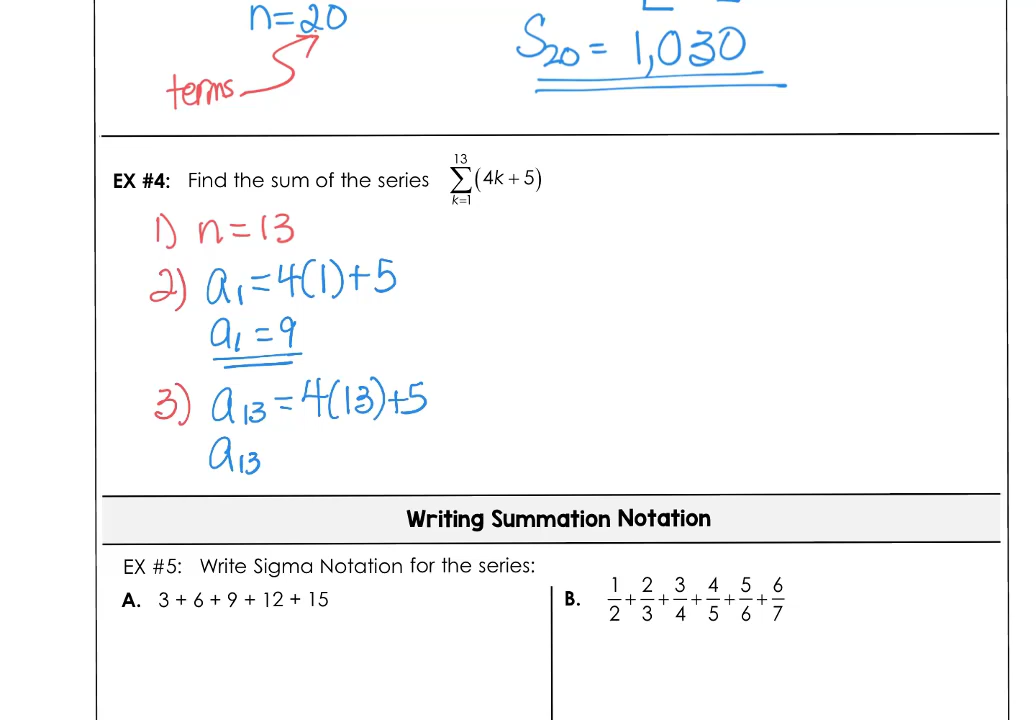 n=20
terms
S₂₀ = 1,030
EX #4: Find the sum of the series \sum_{k=1}^{13} (4k + 5)
1) n=13
2) a₁=4(1)+5
a₁ =9
3) a₁₃ =4(13)+5
a₁₃
Writing Summation Notation
EX #5: Write Sigma Notation for the series:
A. 3 + 6 + 9 + 12 + 15
B. 1/2 + 2/3 + 3/4 + 4/5 + 5/6 + 6/7